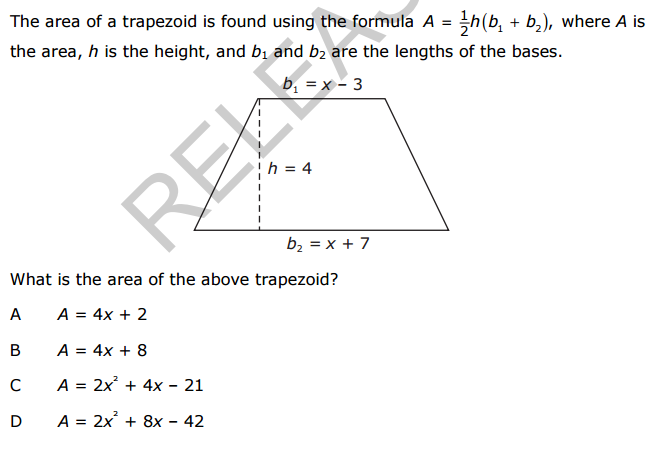 The area of a trapezoid is found using the formula A = ½h(b₁ + b₂), where A is
the area, h is the height, and b₁ and b₂ are the lengths of the bases.
b₁ = x – 3
h = 4
b₂ = x + 7
What is the area of the above trapezoid?
A A = 4x + 2
B A = 4x + 8
C A = 2x² + 4x – 21
D A = 2x² + 8x – 42